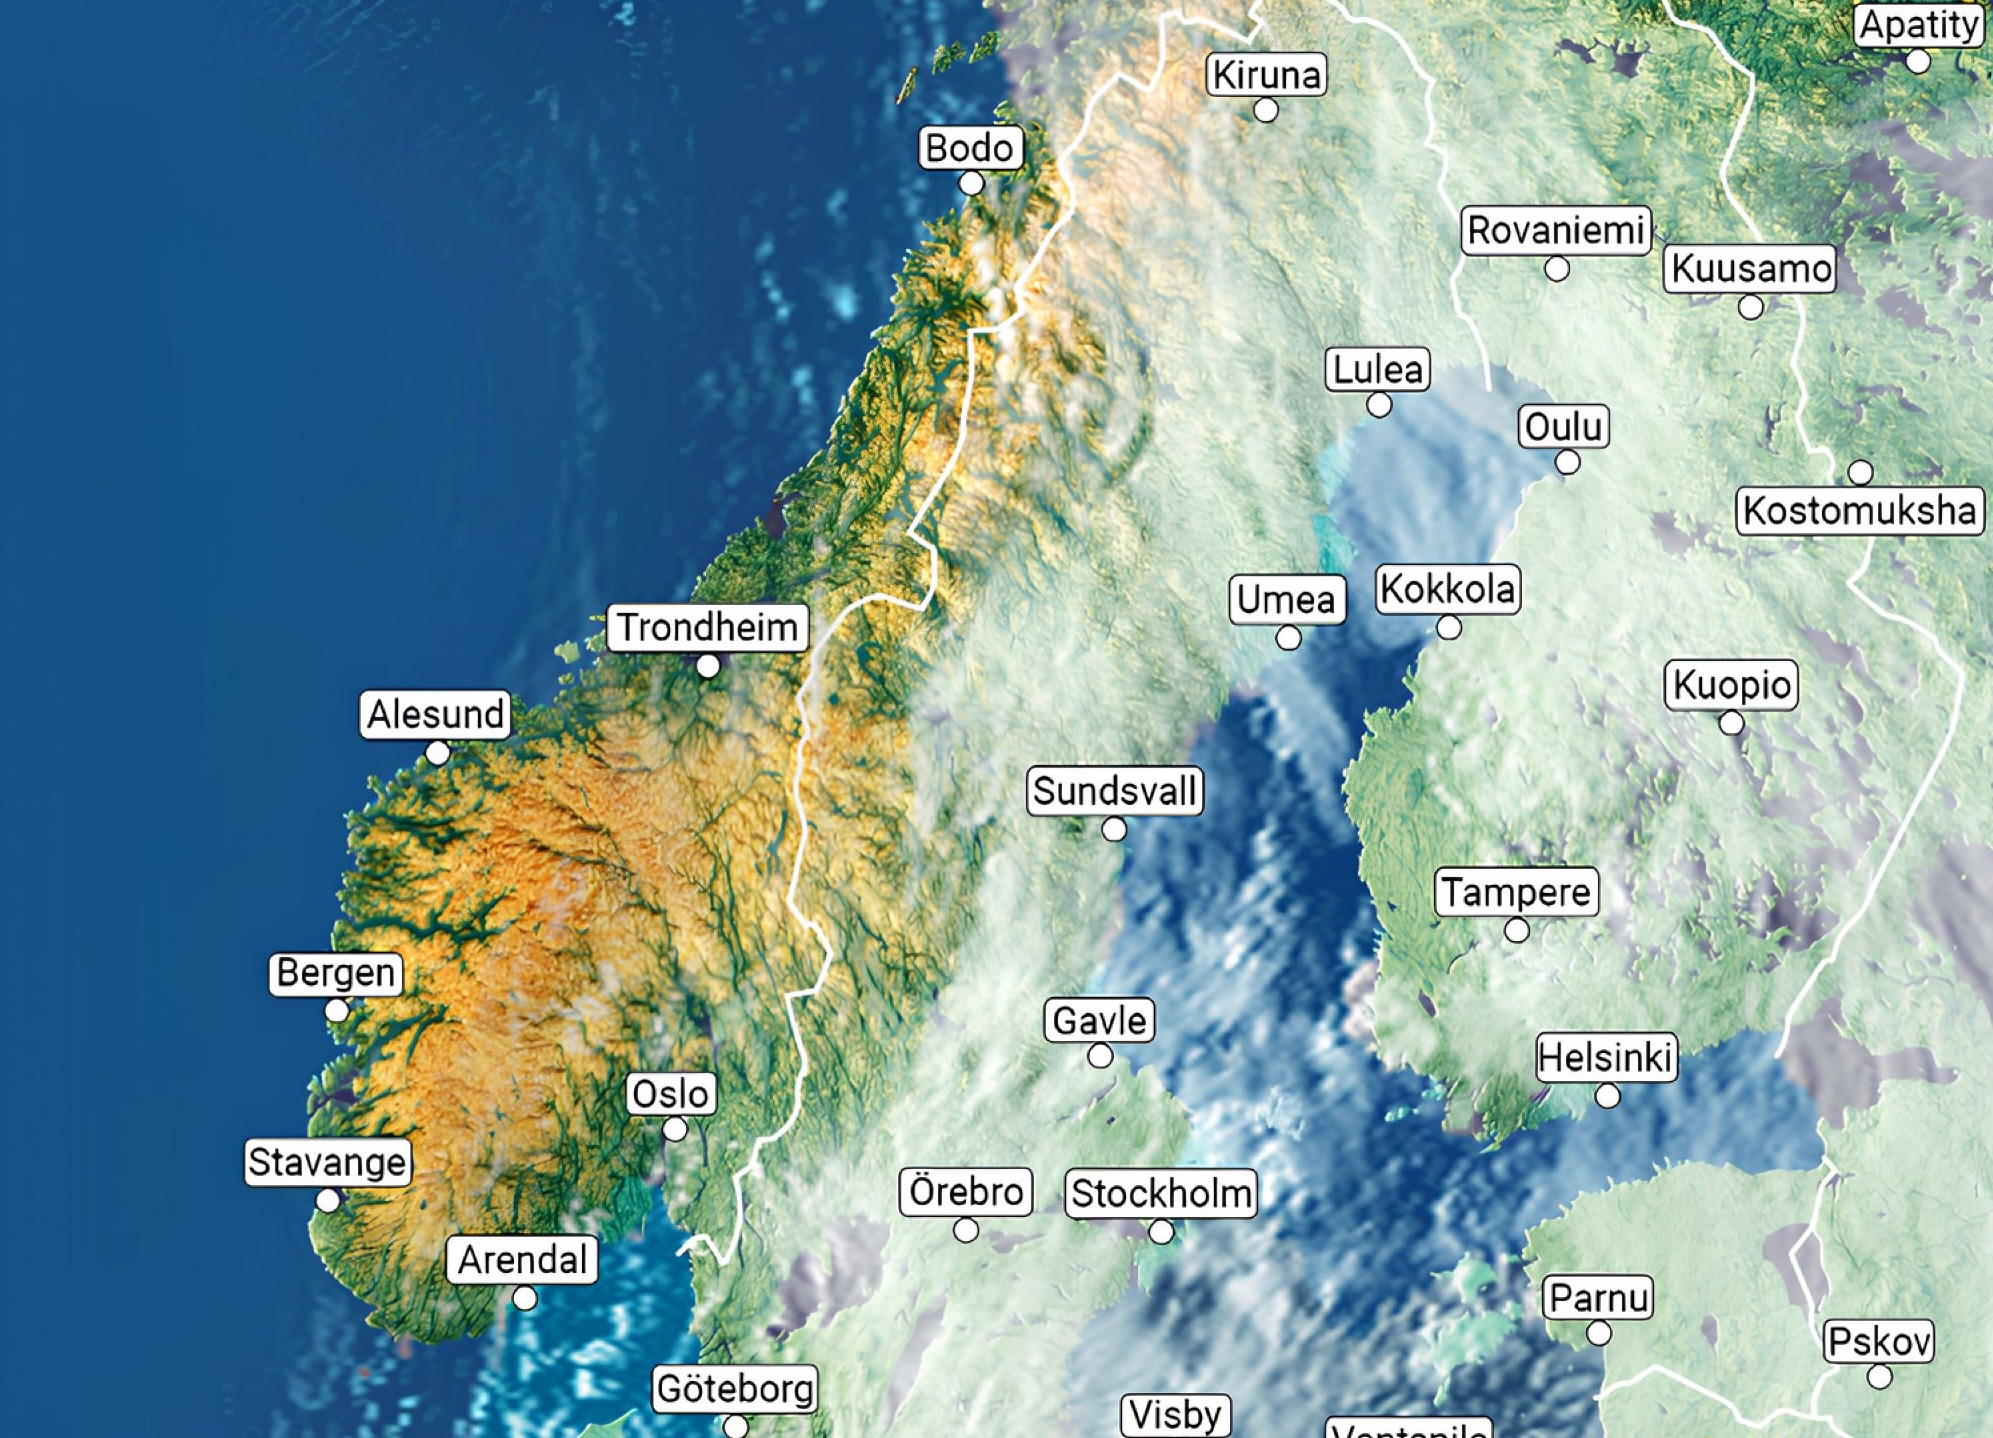 Apatity
Kiruna
Bodo
Rovaniemi
Kuusamo
Lulea
Oulu
Kostomuksha
Kokkola
Umea
Trondheim
Kuopio
Alesund
Sundsvall
Tampere
Bergen
Gavle
Helsinki
Oslo
Stavange
Örebro
Stockholm
Arendal
Parnu
Pskov
Göteborg
Visby